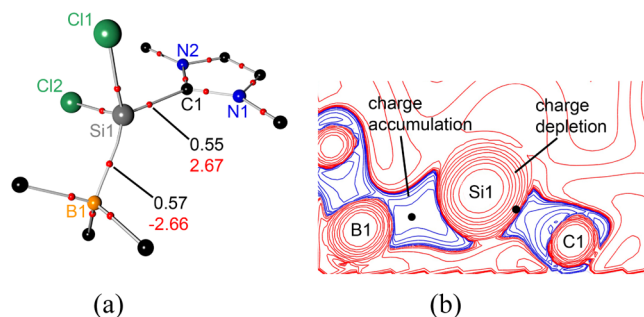 Cl1
N2
Cl2
C1
N1
Si1
0.55
2.67
0.57
-2.66
B1
(a)
charge
accumulation
charge
depletion
Si1
B1
C1
(b)